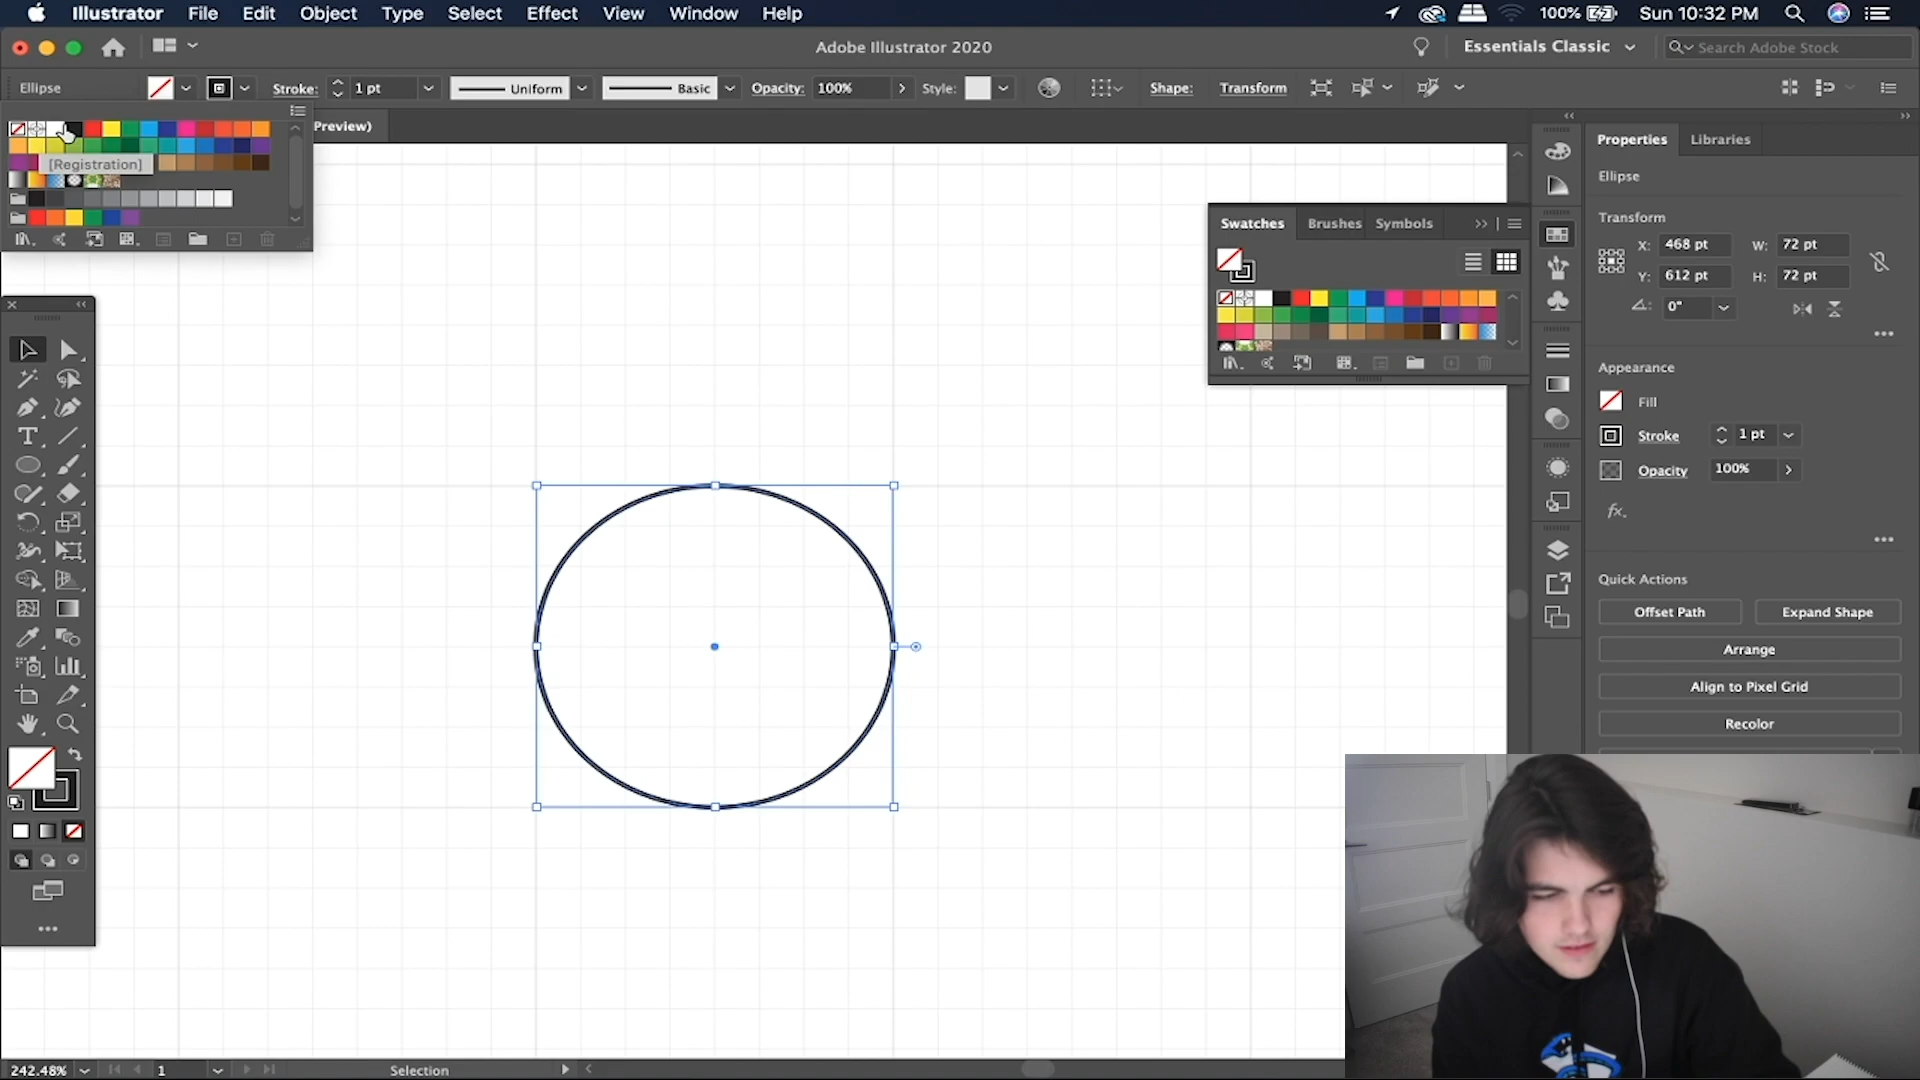 Illustrator File Edit Object Type Select Effect View Window Help 100% Sun 10:32 PM
Adobe Illustrator 2020 Essentials Classic Search Adobe Stock
Ellipse Stroke: 1 pt Uniform Basic Opacity: 100% Style: Shape: Transform
Preview)
[Registration]
Swatches Brushes Symbols
Properties Libraries
Ellipse
Transform
X: 468 pt W: 72 pt
Y: 612 pt H: 72 pt
0°
Appearance
Fill
Stroke 1 pt
Opacity 100%
fx.
Quick Actions
Offset Path Expand Shape
Arrange
Align to Pixel Grid
Recolor
242.48% 1 Selection